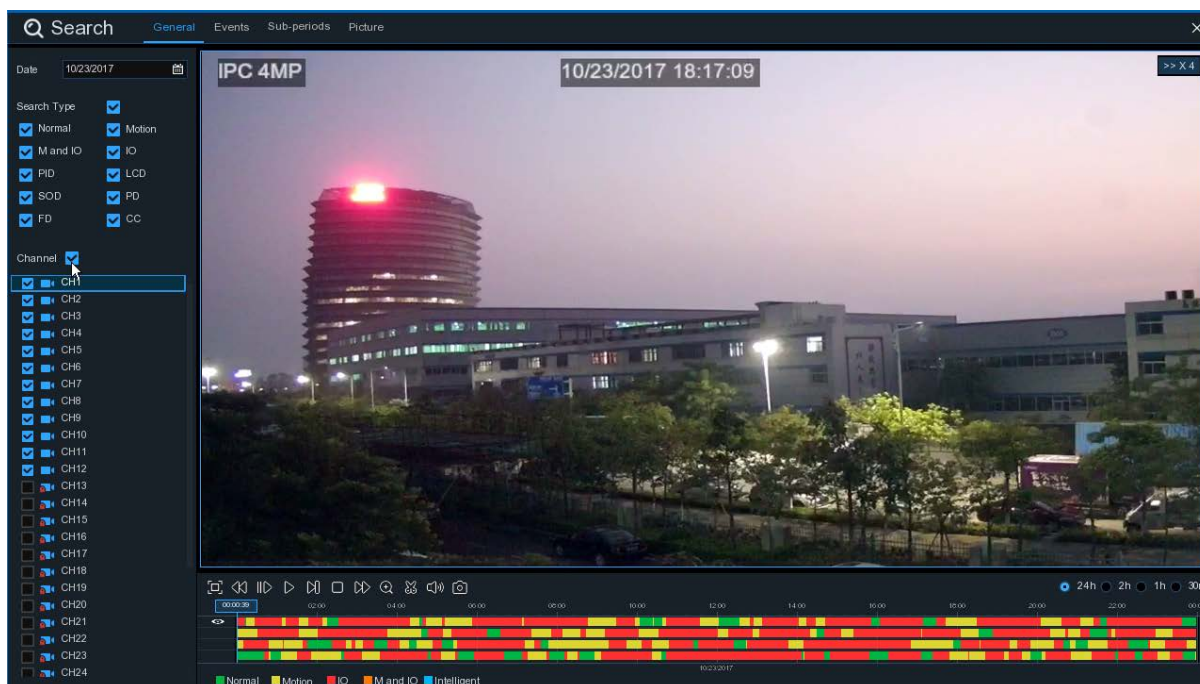 Search General Events Sub-periods Picture
Date 10/23/2017
Search Type
Normal Motion
M and IO IO
PID LCD
SOD PD
FD CC
Channel
CH1
CH2
CH3
CH4
CH5
CH6
CH7
CH8
CH9
CH10
CH11
CH12
CH13
CH14
CH15
CH16
CH17
CH18
CH19
CH20
CH21
CH22
CH23
CH24
IPC 4MP 10/23/2017 18:17:09 >> X 4
24h 2h 1h 30
00:00:39 02:00 04:00 06:00 08:00 10:00 12:00 14:00 16:00 18:00 20:00 22:00
10/23/2017
Normal Motion IO M and IO Intelligent